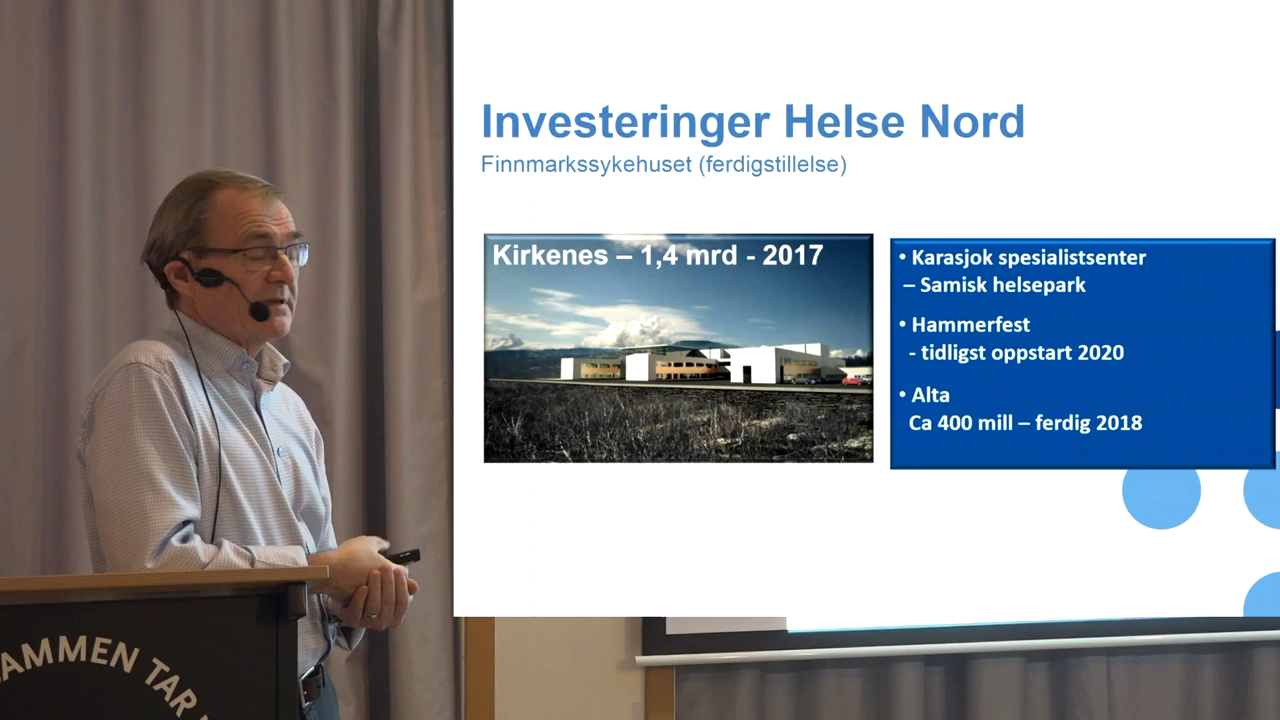 Investeringer Helse Nord
Finnmarkssykehuset (ferdigstillelse)
Kirkenes – 1,4 mrd - 2017
• Karasjok spesialistsenter
– Samisk helsepark
• Hammerfest
- tidligst oppstart 2020
• Alta
Ca 400 mill – ferdig 2018
AMMEN TAR